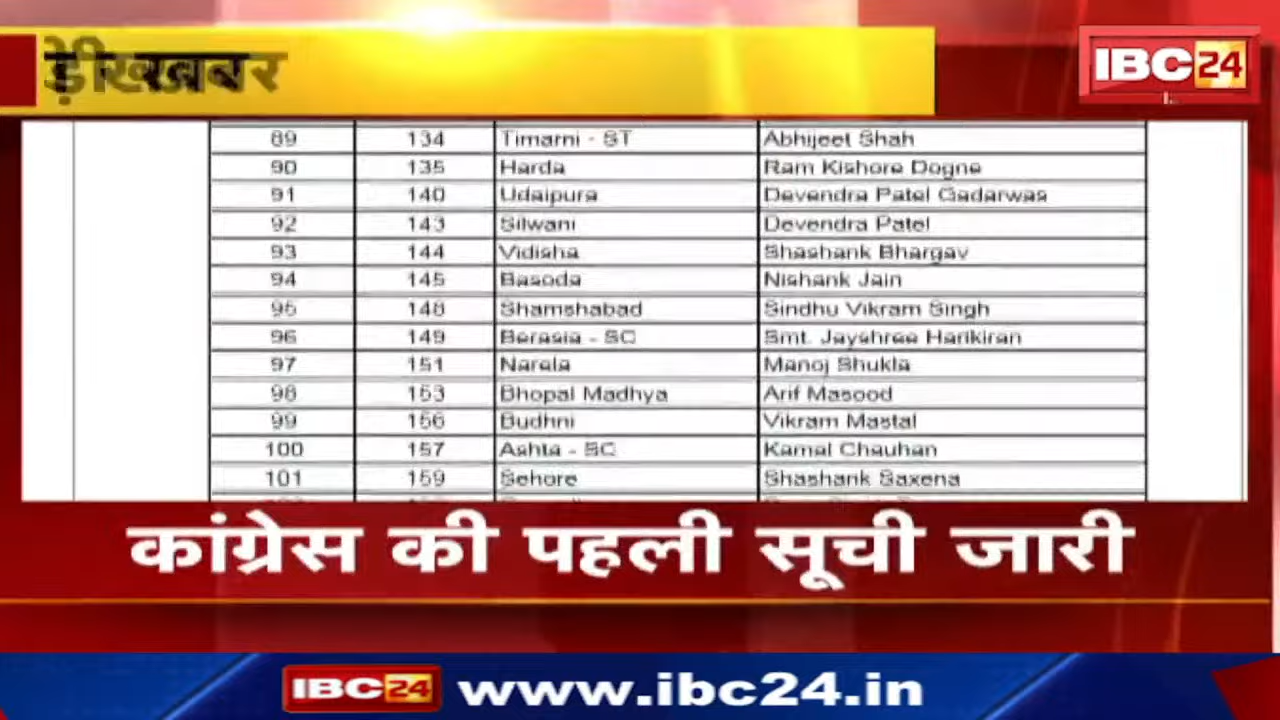 IBC24
89 134 Timarni - ST Abhijeet Shah
90 135 Harda Ram Kishore Dogne
91 140 Udaipura Devendra Patel Gadarwas
92 143 Silwani Devendra Patel
93 144 Vidisha Shashank Bhargav
94 145 Basoda Nishank Jain
95 148 Shamshabad Sindhu Vikram Singh
96 149 Berasia - SC Smt. Jayshree Harikiran
97 151 Narela Manoj Shukla
98 153 Bhopal Madhya Arif Masood
99 156 Budhni Vikram Mastal
100 157 Ashta - SC Kamal Chauhan
101 159 Sehore Shashank Saxena
कांग्रेस की पहली सूची जारी
IBC24 www.ibc24.in